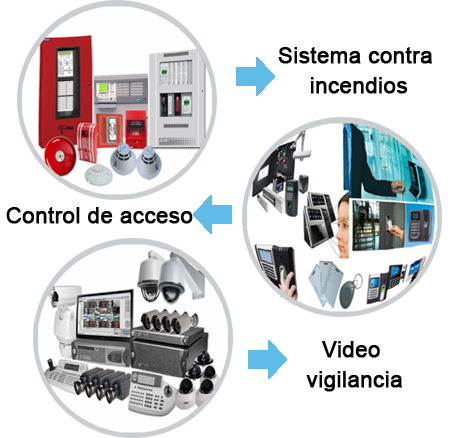 Sistema contra
incendios
Control de acceso
Video
vigilancia